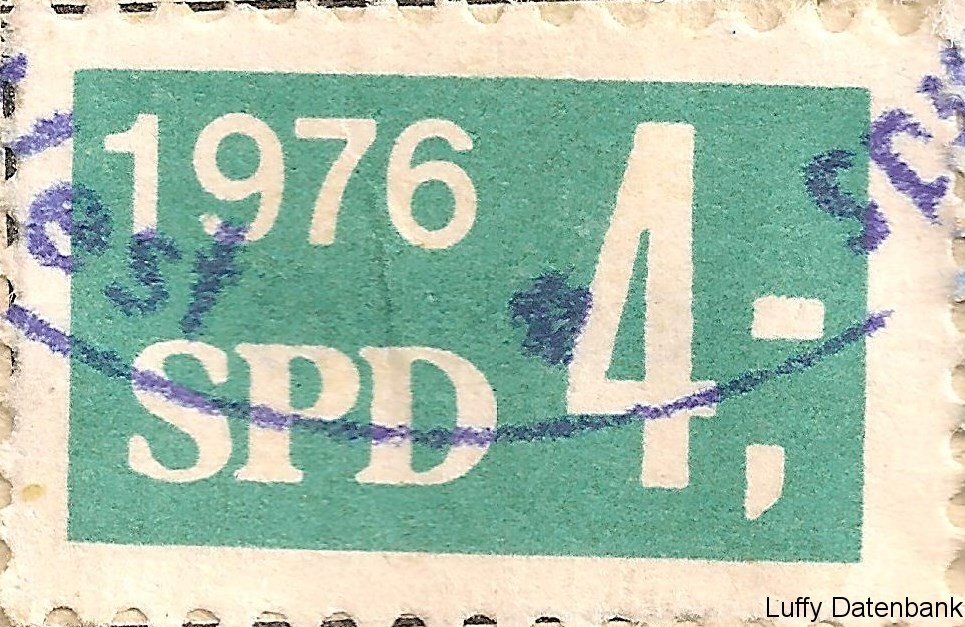 1976
SPD
4,-
Luffy Datenbank